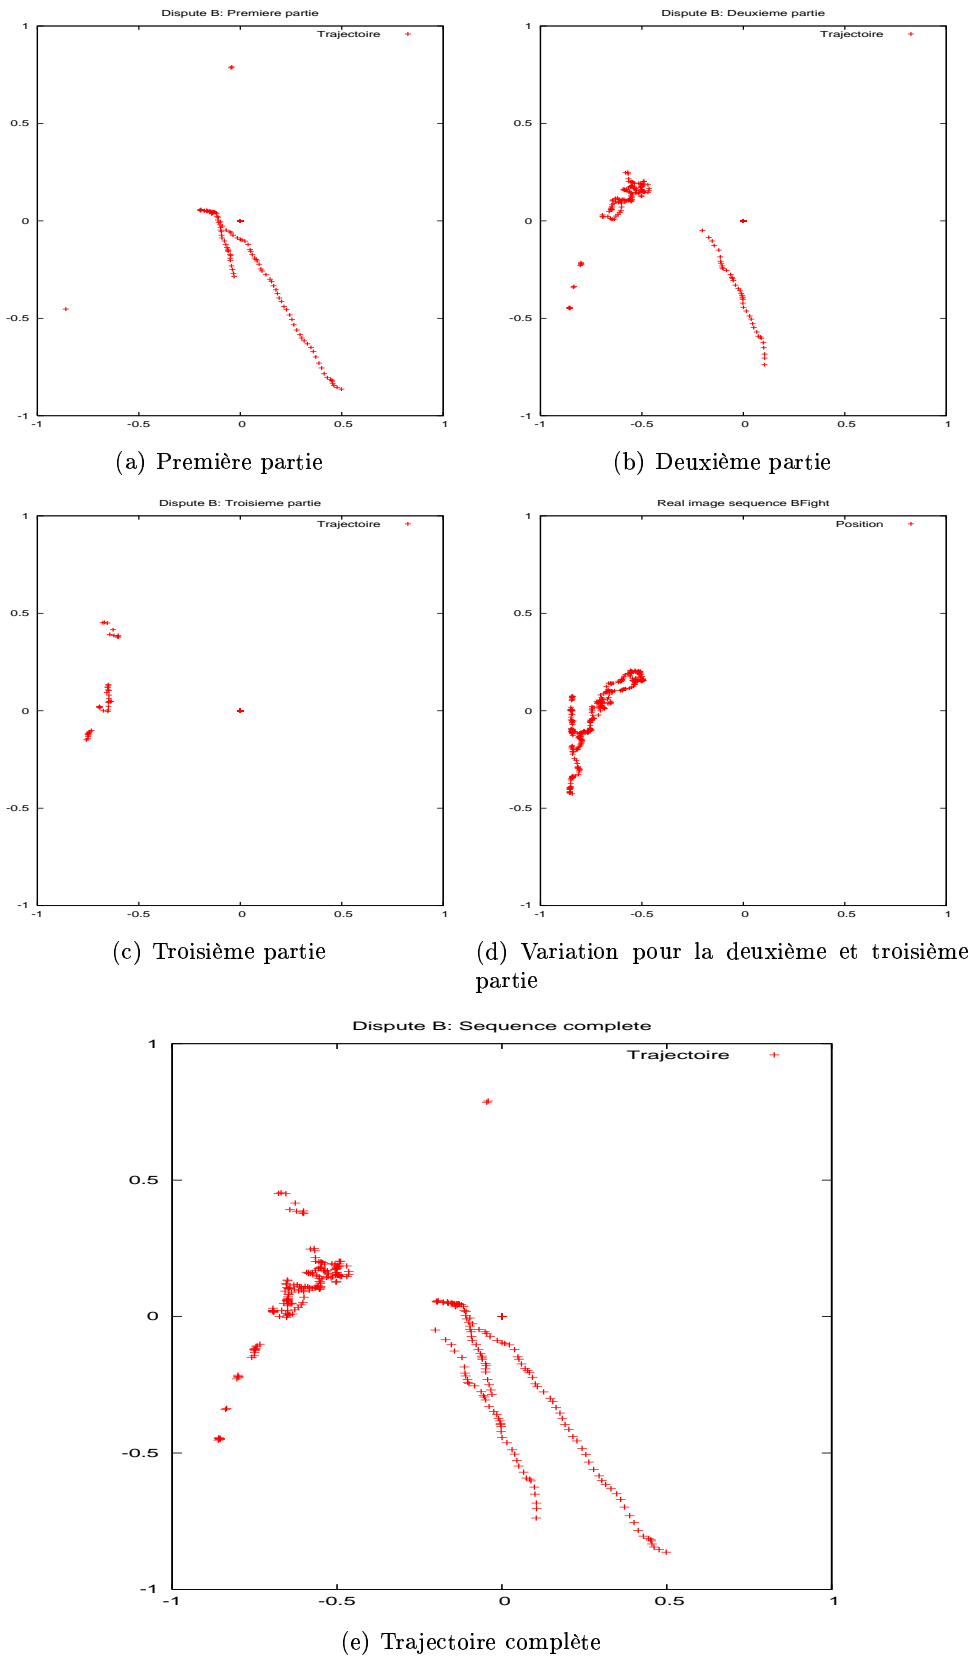 Dispute B: Premiere partie
Trajectoire
1
0.5
0
-0.5
-1
-1 -0.5 0 0.5 1
(a) Première partie
Dispute B: Deuxieme partie
Trajectoire
1
0.5
0
-0.5
-1
-1 -0.5 0 0.5 1
(b) Deuxième partie
Dispute B: Troisieme partie
Trajectoire
1
0.5
0
-0.5
-1
-1 -0.5 0 0.5 1
(c) Troisième partie
Real image sequence BFight
Position
1
0.5
0
-0.5
-1
-1 -0.5 0 0.5 1
(d) Variation pour la deuxième et troisième
partie
Dispute B: Sequence complete
Trajectoire
1
0.5
0
-0.5
-1
-1 -0.5 0 0.5 1
(e) Trajectoire complète